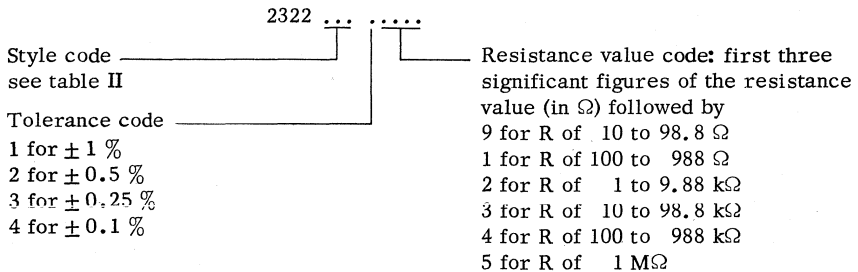 2322 ... . ....
Style code
see table II
Tolerance code
1 for ± 1 %
2 for ± 0.5 %
3 for ± 0.25 %
4 for ± 0.1 %
Resistance value code: first three
significant figures of the resistance
value (in Ω) followed by
9 for R of 10 to 98.8 Ω
1 for R of 100 to 988 Ω
2 for R of 1 to 9.88 kΩ
3 for R of 10 to 98.8 kΩ
4 for R of 100 to 988 kΩ
5 for R of 1 MΩ